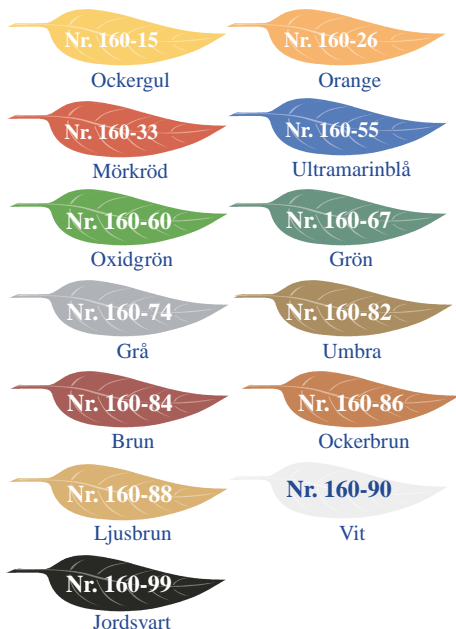 Nr. 160-15
Ockergul
Nr. 160-26
Orange
Nr. 160-33
Mörkröd
Nr. 160-55
Ultramarinblå
Nr. 160-60
Oxidgrön
Nr. 160-67
Grön
Nr. 160-74
Grå
Nr. 160-82
Umbra
Nr. 160-84
Brun
Nr. 160-86
Ockerbrun
Nr. 160-88
Ljusbrun
Nr. 160-90
Vit
Nr. 160-99
Jordsvart